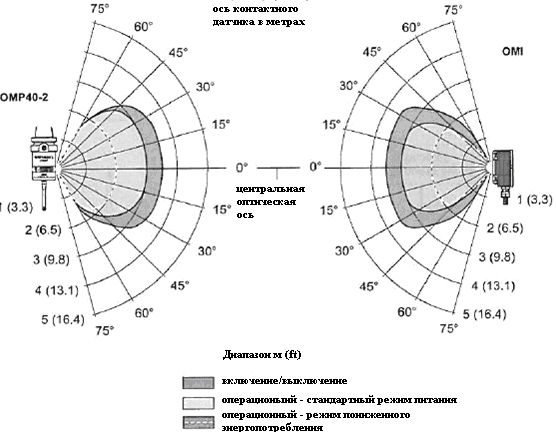 ось контактного
датчика в метрах
75°
60°
45°
30°
15°
0°
15°
30°
45°
60°
75°
OMP40-2
1 (3.3)
2 (6.5)
3 (9.8)
4 (13.1)
5 (16.4)
центральная
оптическая
ось
75°
60°
45°
30°
15°
0°
15°
30°
45°
60°
75°
OMI
1 (3.3)
2 (6.5)
3 (9.8)
4 (13.1)
5 (16.4)
Диапазон м (ft)
включение/выключение
операционный - стандартный режим питания
операционный - режим пониженного
энергопотребления